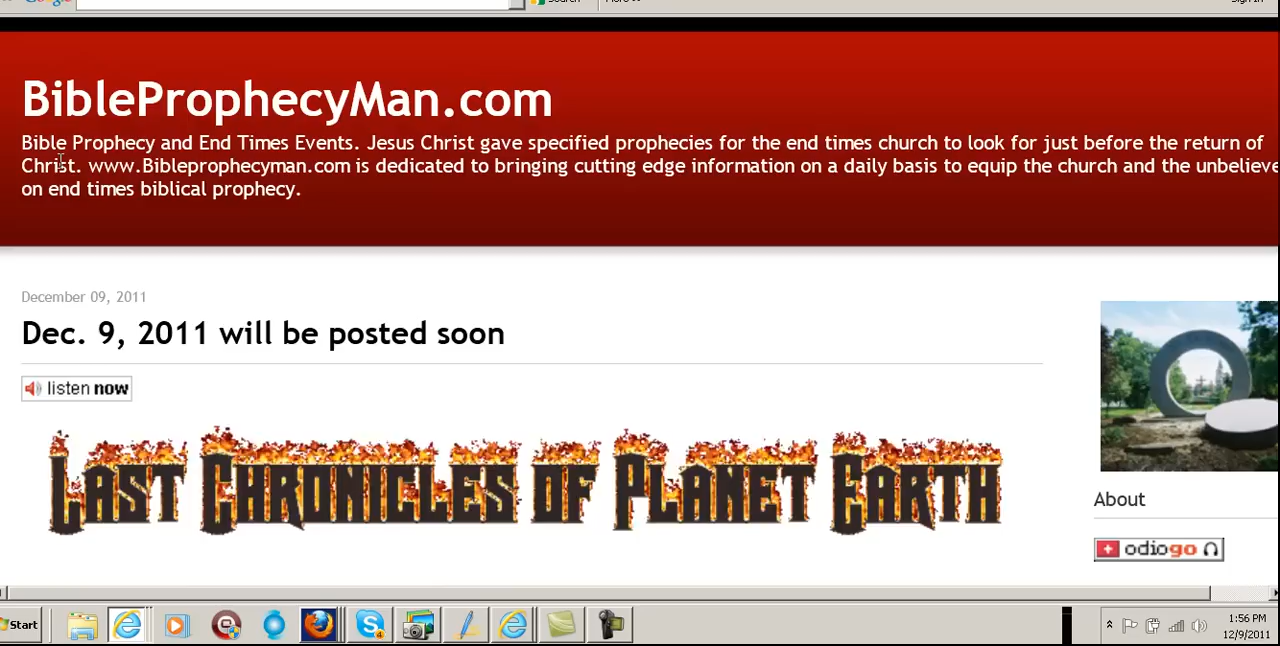 BibleProphecyMan.com
Bible Prophecy and End Times Events. Jesus Christ gave specified prophecies for the end times church to look for just before the return of
Christ. www.Bibleprophecyman.com is dedicated to bringing cutting edge information on a daily basis to equip the church and the unbelieve
on end times biblical prophecy.
December 09, 2011
Dec. 9, 2011 will be posted soon
listen now
LAST CHRONICLES OF PLANET EARTH
About
odiogo
Start
1:56 PM
12/9/2011